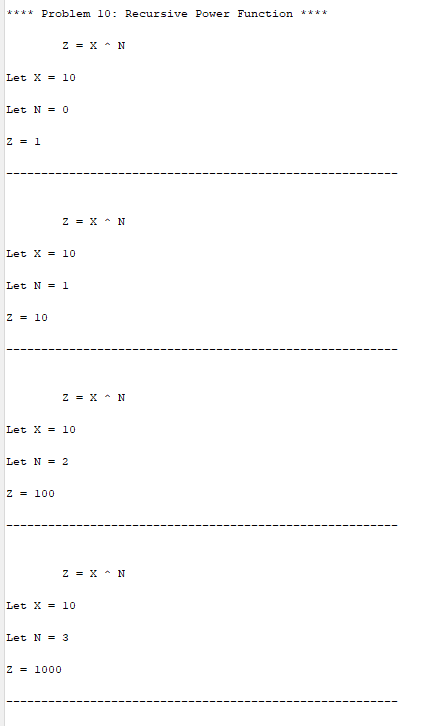 **** Problem 10: Recursive Power Function ****
Z = X ^ N
Let X = 10
Let N = 0
Z = 1
--------------------------------------------------------
Z = X ^ N
Let X = 10
Let N = 1
Z = 10
--------------------------------------------------------
Z = X ^ N
Let X = 10
Let N = 2
Z = 100
--------------------------------------------------------
Z = X ^ N
Let X = 10
Let N = 3
Z = 1000
--------------------------------------------------------